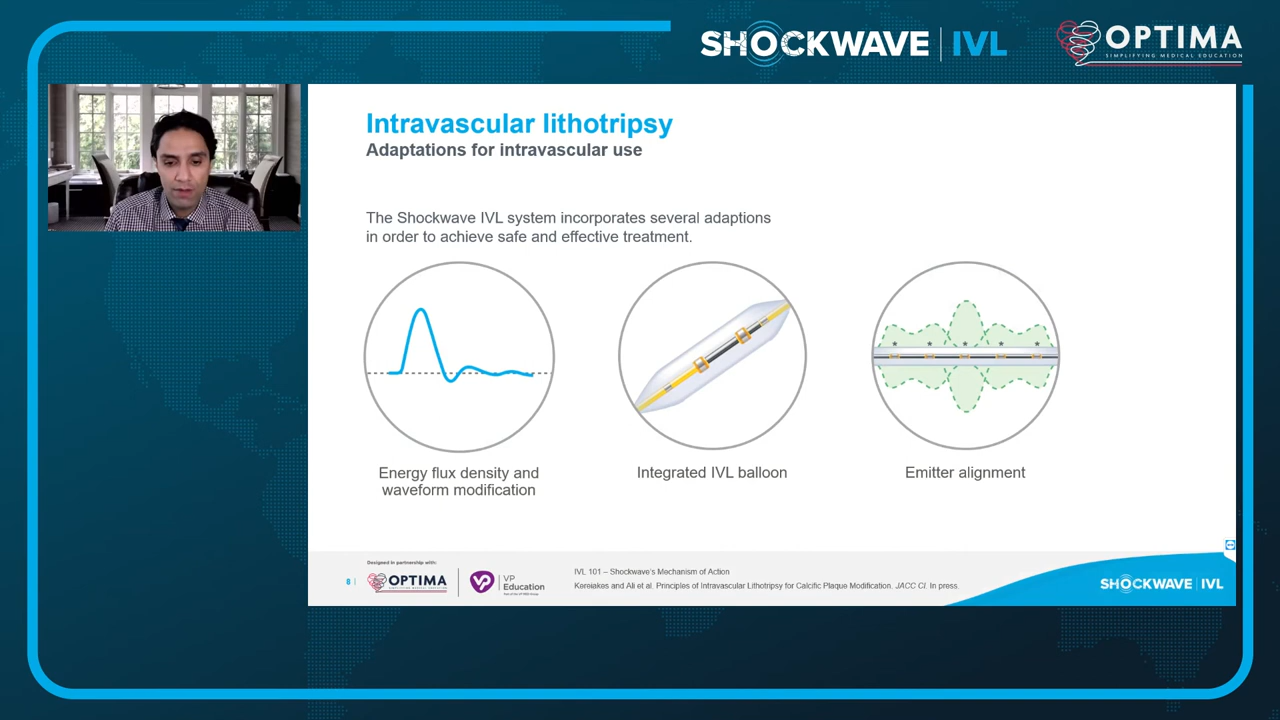 SHOCKWAVE | IVL
OPTIMA
SIMPLIFYING MEDICAL EDUCATION
Intravascular lithotripsy
Adaptations for intravascular use
The Shockwave IVL system incorporates several adaptions
in order to achieve safe and effective treatment.
Energy flux density and
waveform modification
Integrated IVL balloon
Emitter alignment
8 |
Designed in partnership with:
OPTIMA
VP
Education
IVL 101 – Shockwave's Mechanism of Action
Kereiakes and Ali et al. Principles of Intravascular Lithotripsy for Calcific Plaque Modification. JACC CI. In press.
SHOCKWAVE | IVL